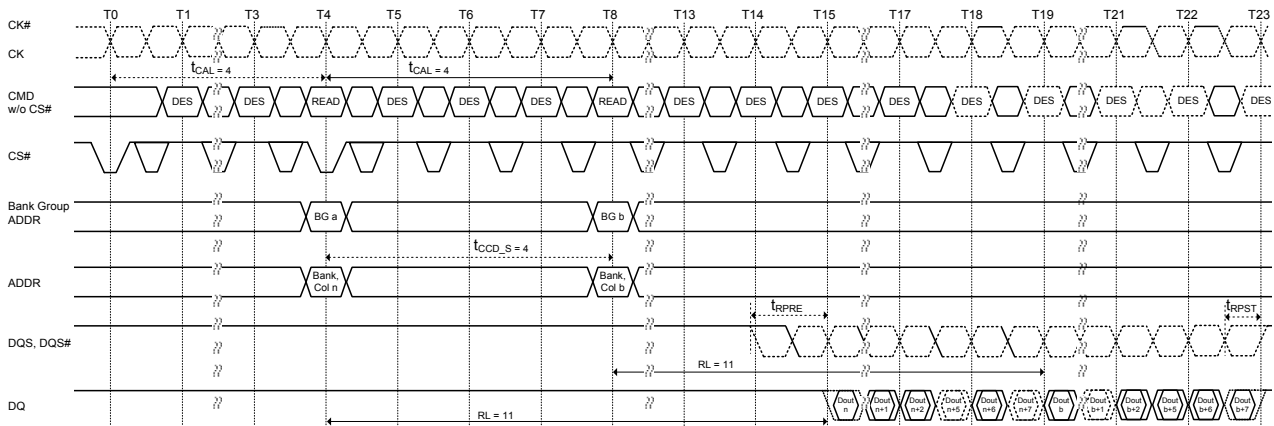 T0 T1 T3 T4 T5 T6 T7 T8 T13 T14 T15 T17 T18 T19 T21 T22 T23
CK#
CK
tCAL = 4 tCAL = 4
CMD
w/o CS#
DES DES READ DES DES DES READ DES DES DES DES DES DES DES DES DES
CS#
Bank Group
ADDR
BG a BG b
tCCD_S = 4
ADDR
Bank,
Col n
Bank,
Col b
tRPRE tRPST
DQS, DQS#
RL = 11
DQ
Dout
n
Dout
n+1
Dout
n+2
Dout
n+5
Dout
n+6
Dout
n+7
Dout
b
Dout
b+1
Dout
b+2
Dout
b+5
Dout
b+6
Dout
b+7
RL = 11